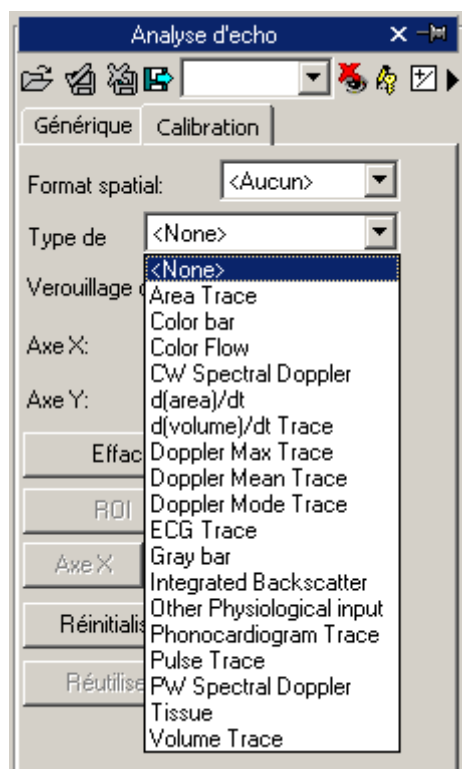 Analyse d'echo
Générique Calibration
Format spatial: <Aucun>
Type de <None>
<None>
Verouillage
Area Trace
Color bar
Axe X:
Color Flow
CW Spectral Doppler
Axe Y:
d(area)/dt
d(volume)/dt Trace
Effac
Doppler Max Trace
Doppler Mean Trace
ROI
Doppler Mode Trace
ECG Trace
Axe X
Gray bar
Integrated Backscatter
Other Physiological input
Réinitialis
Phonocardiogram Trace
Pulse Trace
Réutilise
PW Spectral Doppler
Tissue
Volume Trace